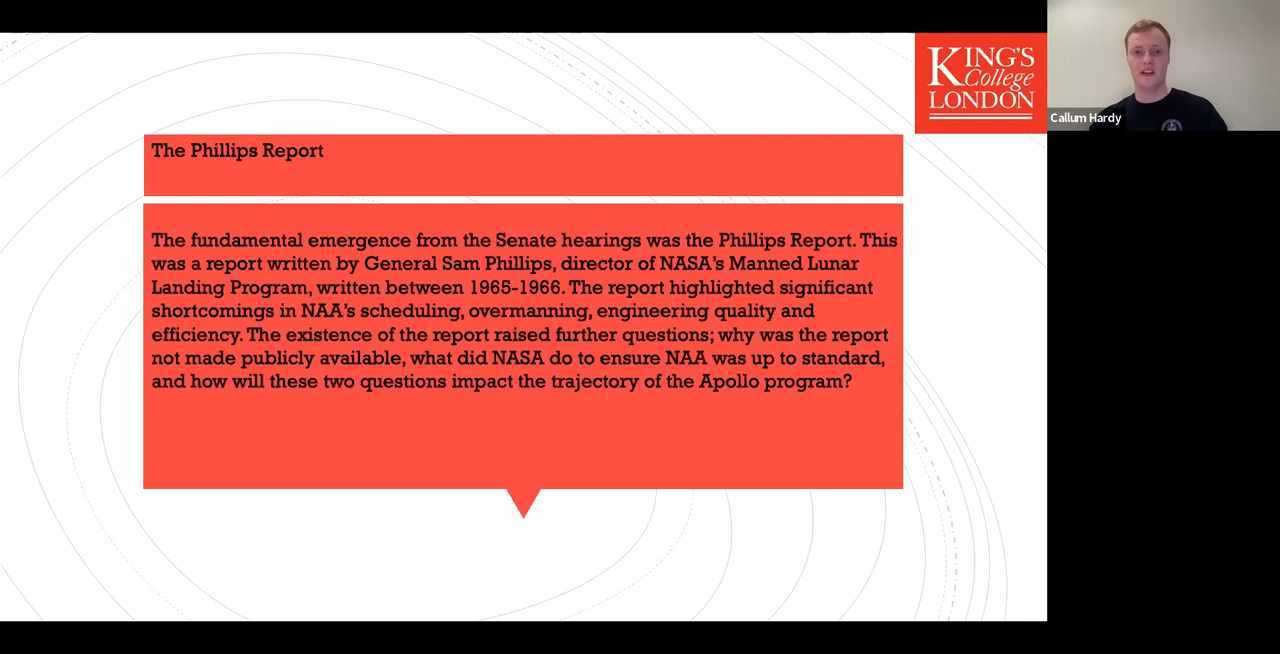 KING'S
College
LONDON
Callum Hardy
The Phillips Report
The fundamental emergence from the Senate hearings was the Phillips Report. This
was a report written by General Sam Phillips, director of NASA's Manned Lunar
Landing Program, written between 1965-1966. The report highlighted significant
shortcomings in NAA's scheduling, overmanning, engineering quality and
efficiency. The existence of the report raised further questions; why was the report
not made publicly available, what did NASA do to ensure NAA was up to standard,
and how will these two questions impact the trajectory of the Apollo program?